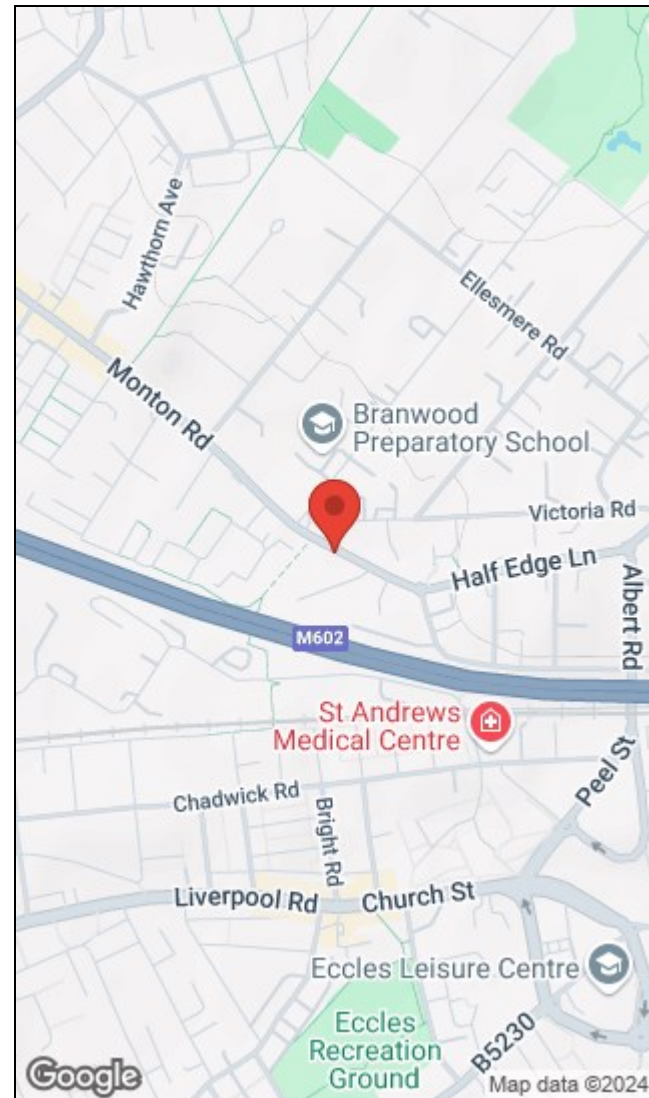 Hawthorn Ave
Ellesmere Rd
Monton Rd
Branwood
Preparatory School
Victoria Rd
Half Edge Ln
Albert Rd
M602
St Andrews
Medical Centre
Peel St
Chadwick Rd
Bright Rd
Liverpool Rd
Church St
Eccles Leisure Centre
Eccles
Recreation
Ground
B5230
Google
Map data ©2024